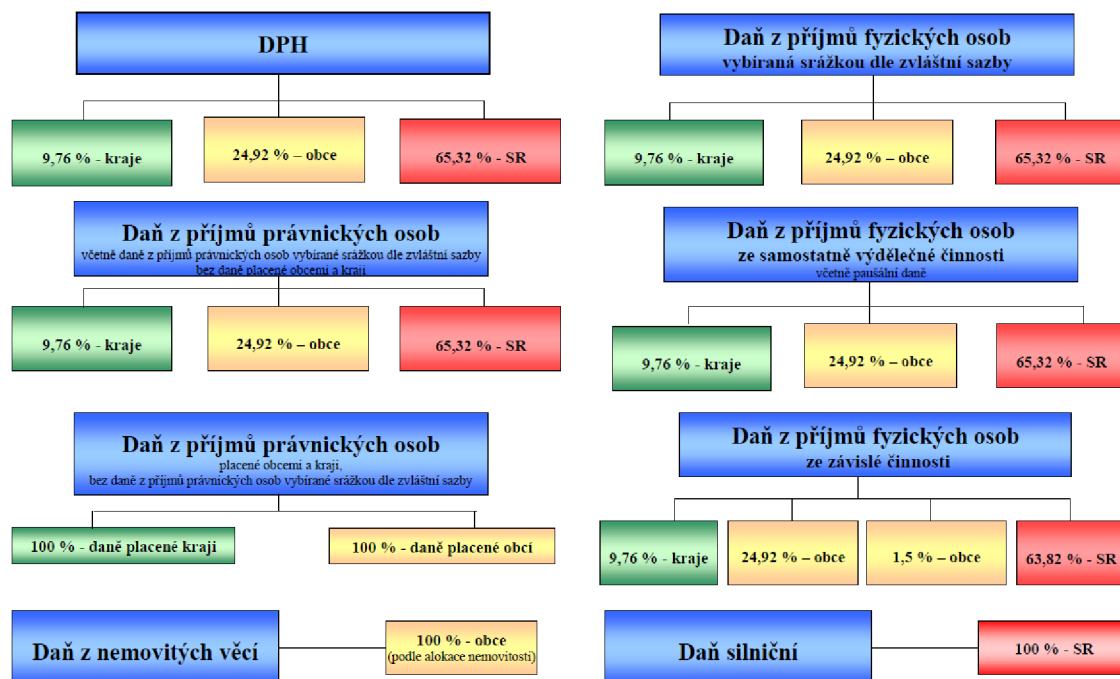 DPH
9,76 % - kraje
24,92 % – obce
65,32 % - SR
Daň z příjmů fyzických osob
vybíraná srážkou dle zvláštní sazby
9,76 % - kraje
24,92 % – obce
65,32 % - SR
Daň z příjmů právnických osob
včetně daně z příjmů právnických osob vybírané srážkou dle zvláštní sazby
bez daně placené obcemi a kraji
9,76 % - kraje
24,92 % – obce
65,32 % - SR
Daň z příjmů fyzických osob
ze samostatně výdělečné činnosti
včetně paušální daně
9,76 % - kraje
24,92 % – obce
65,32 % - SR
Daň z příjmů právnických osob
placené obcemi a kraji,
bez daně z příjmů právnických osob vybírané srážkou dle zvláštní sazby
100 % - daně placené kraji
100 % - daně placené obcí
Daň z příjmů fyzických osob
ze závislé činnosti
9,76 % - kraje
24,92 % – obce
1,5 % – obce
63,82 % - SR
Daň z nemovitých věcí
100 % - obce
(podle alokace nemovitosti)
Daň silniční
100 % - SR